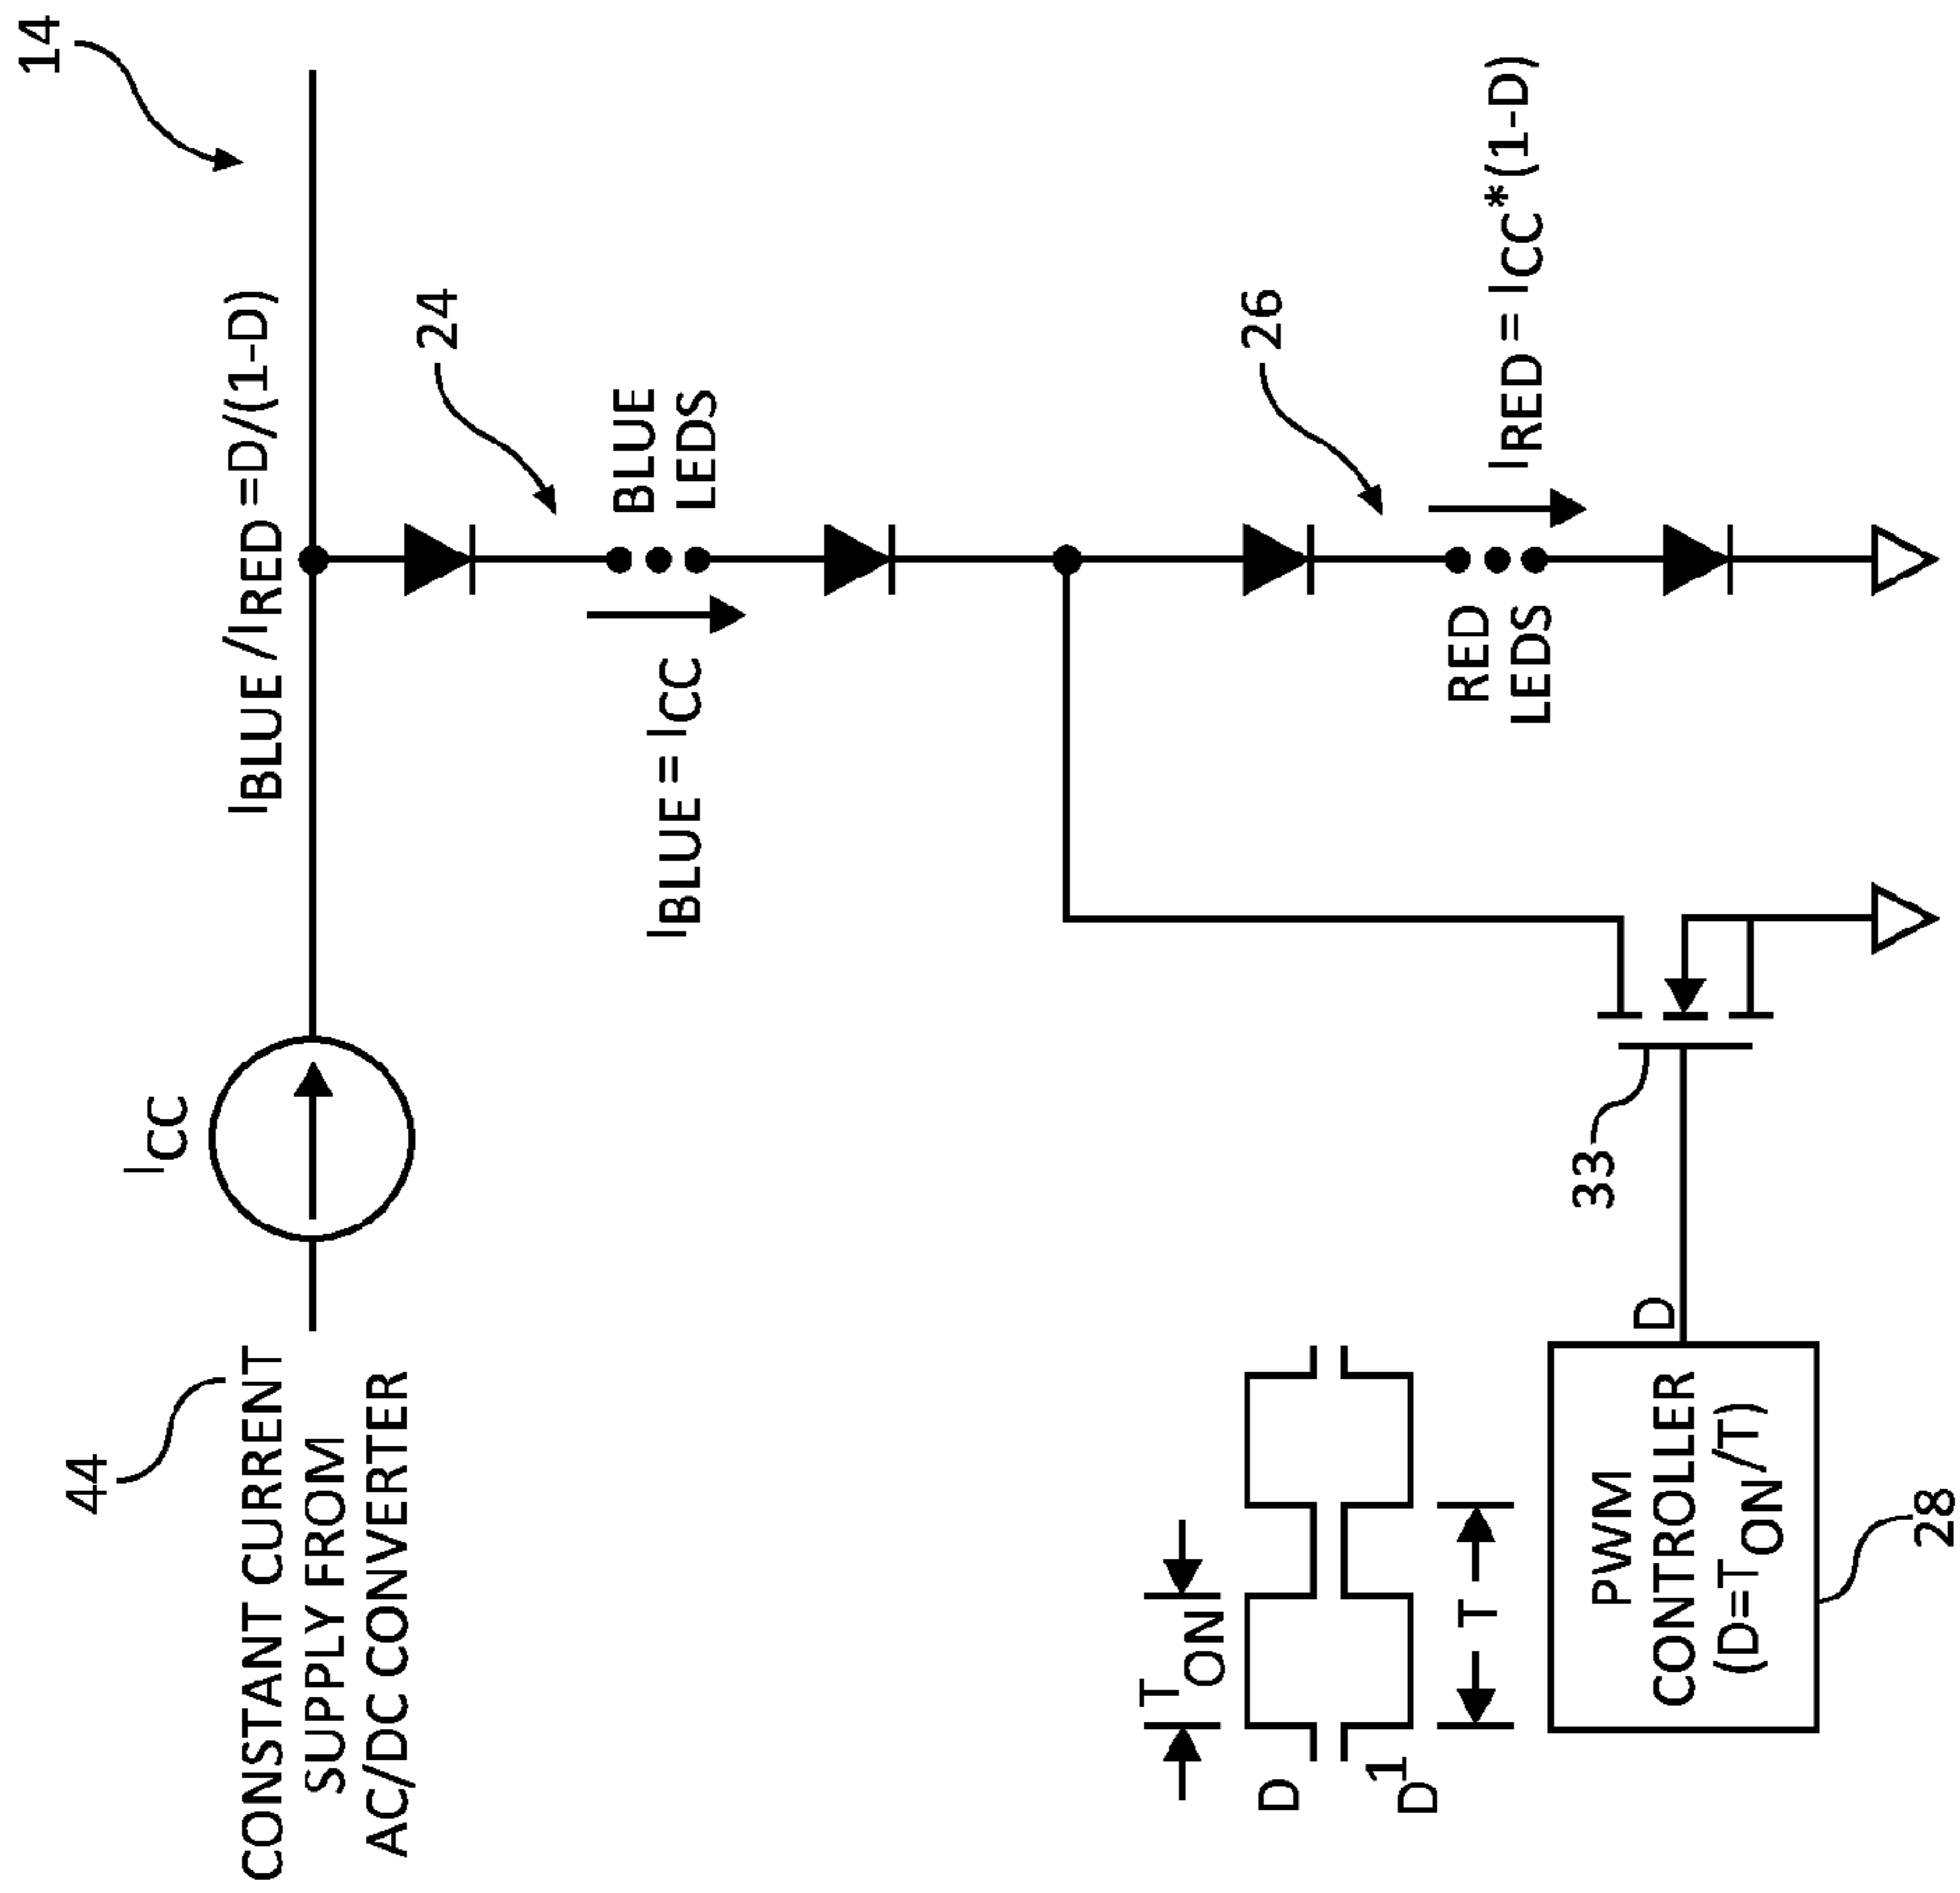 14
44
CONSTANT CURRENT
SUPPLY FROM
AC/DC CONVERTER
ICC
IBLUE /IRED =D/(1-D)
24
BLUE
LEDS
IBLUE = ICC
26
IRED = ICC*(1-D)
RED
LEDS
33
TON
D
D1
T
D
PWM
CONTROLLER
(D=TON/T)
28